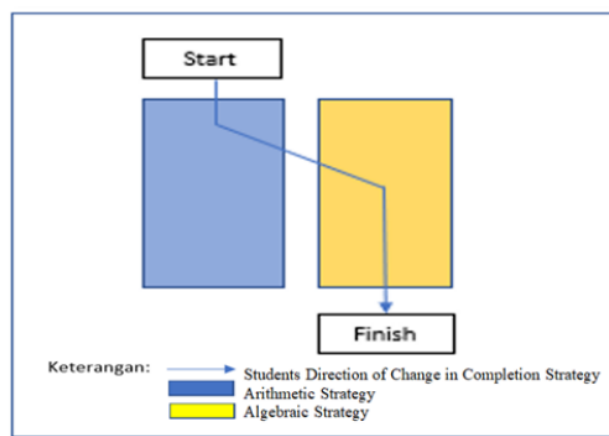 Start
Finish
Keterangan: Students Direction of Change in Completion Strategy
Arithmetic Strategy
Algebraic Strategy